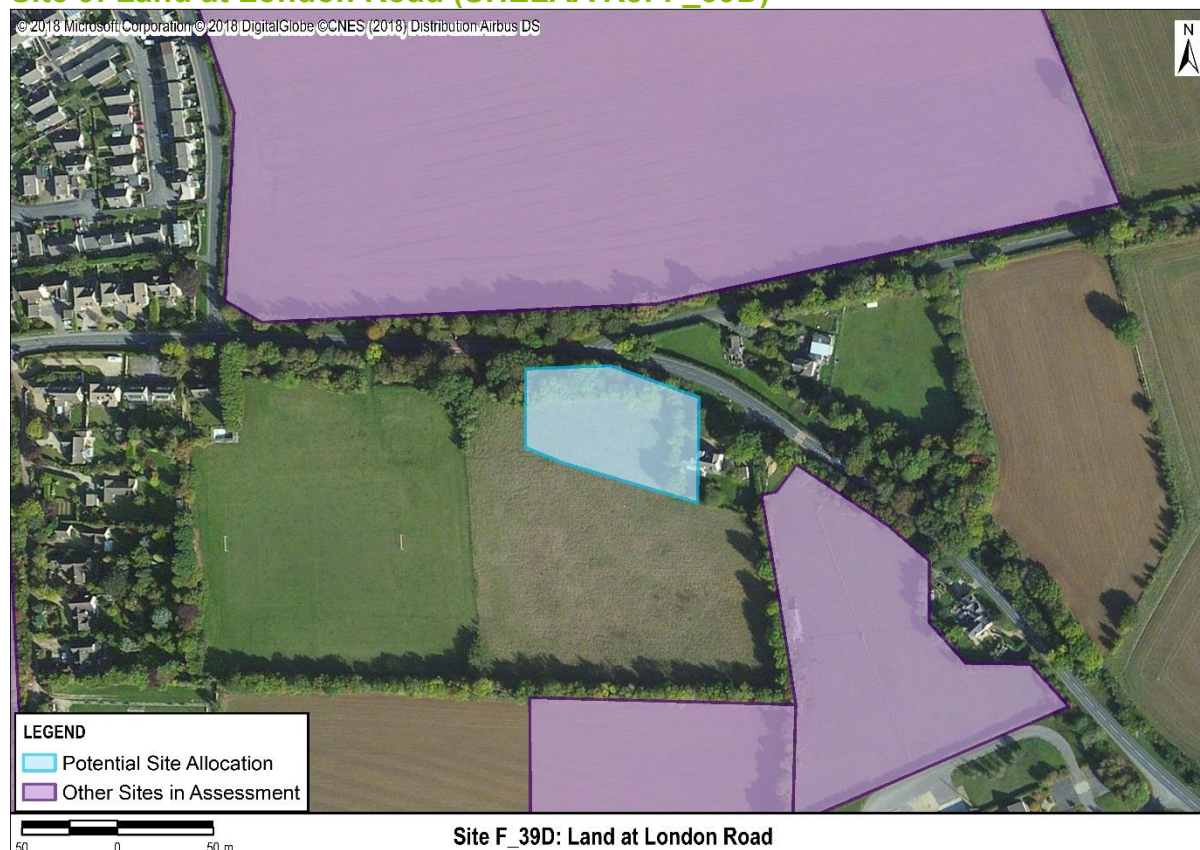 © 2018 Microsoft Corporation © 2018 DigitalGlobe ©CNES (2018) Distribution Airbus DS
N
LEGEND
Potential Site Allocation
Other Sites in Assessment
50 0 50 m
Site F_39D: Land at London Road